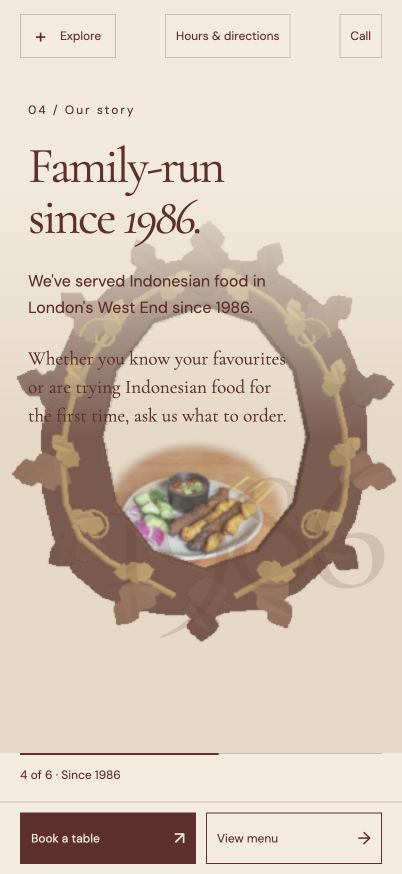 + Explore
Hours & directions
Call
04 / Our story
Family-run
since 1986.
We've served Indonesian food in
London's West End since 1986.
Whether you know your favourites
or are trying Indonesian food for
the first time, ask us what to order.
1986
4 of 6 · Since 1986
Book a table
View menu